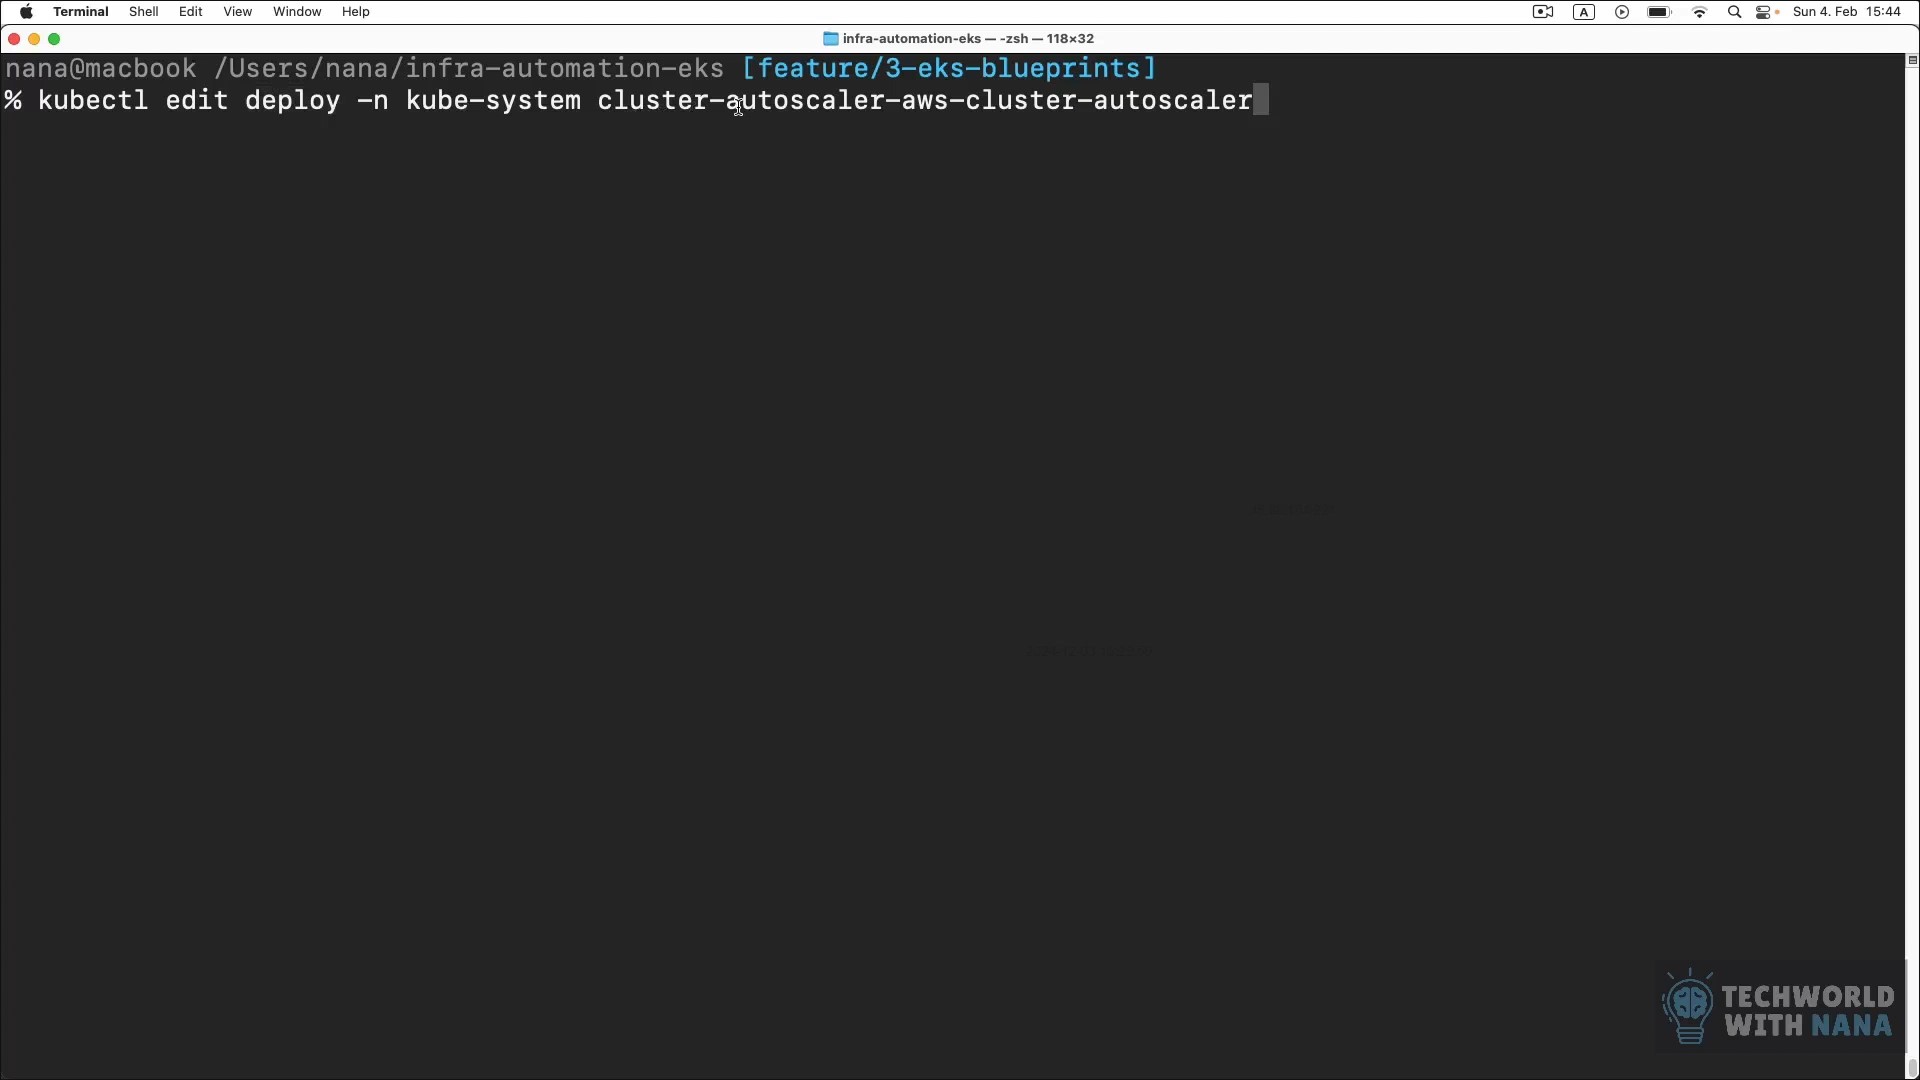 Terminal Shell Edit View Window Help A Sun 4. Feb 15:44
infra-automation-eks — -zsh — 118×32
nana@macbook /Users/nana/infra-automation-eks [feature/3-eks-blueprints]
% kubectl edit deploy -n kube-system cluster-autoscaler-aws-cluster-autoscaler
TECHWORLD
WITH NANA